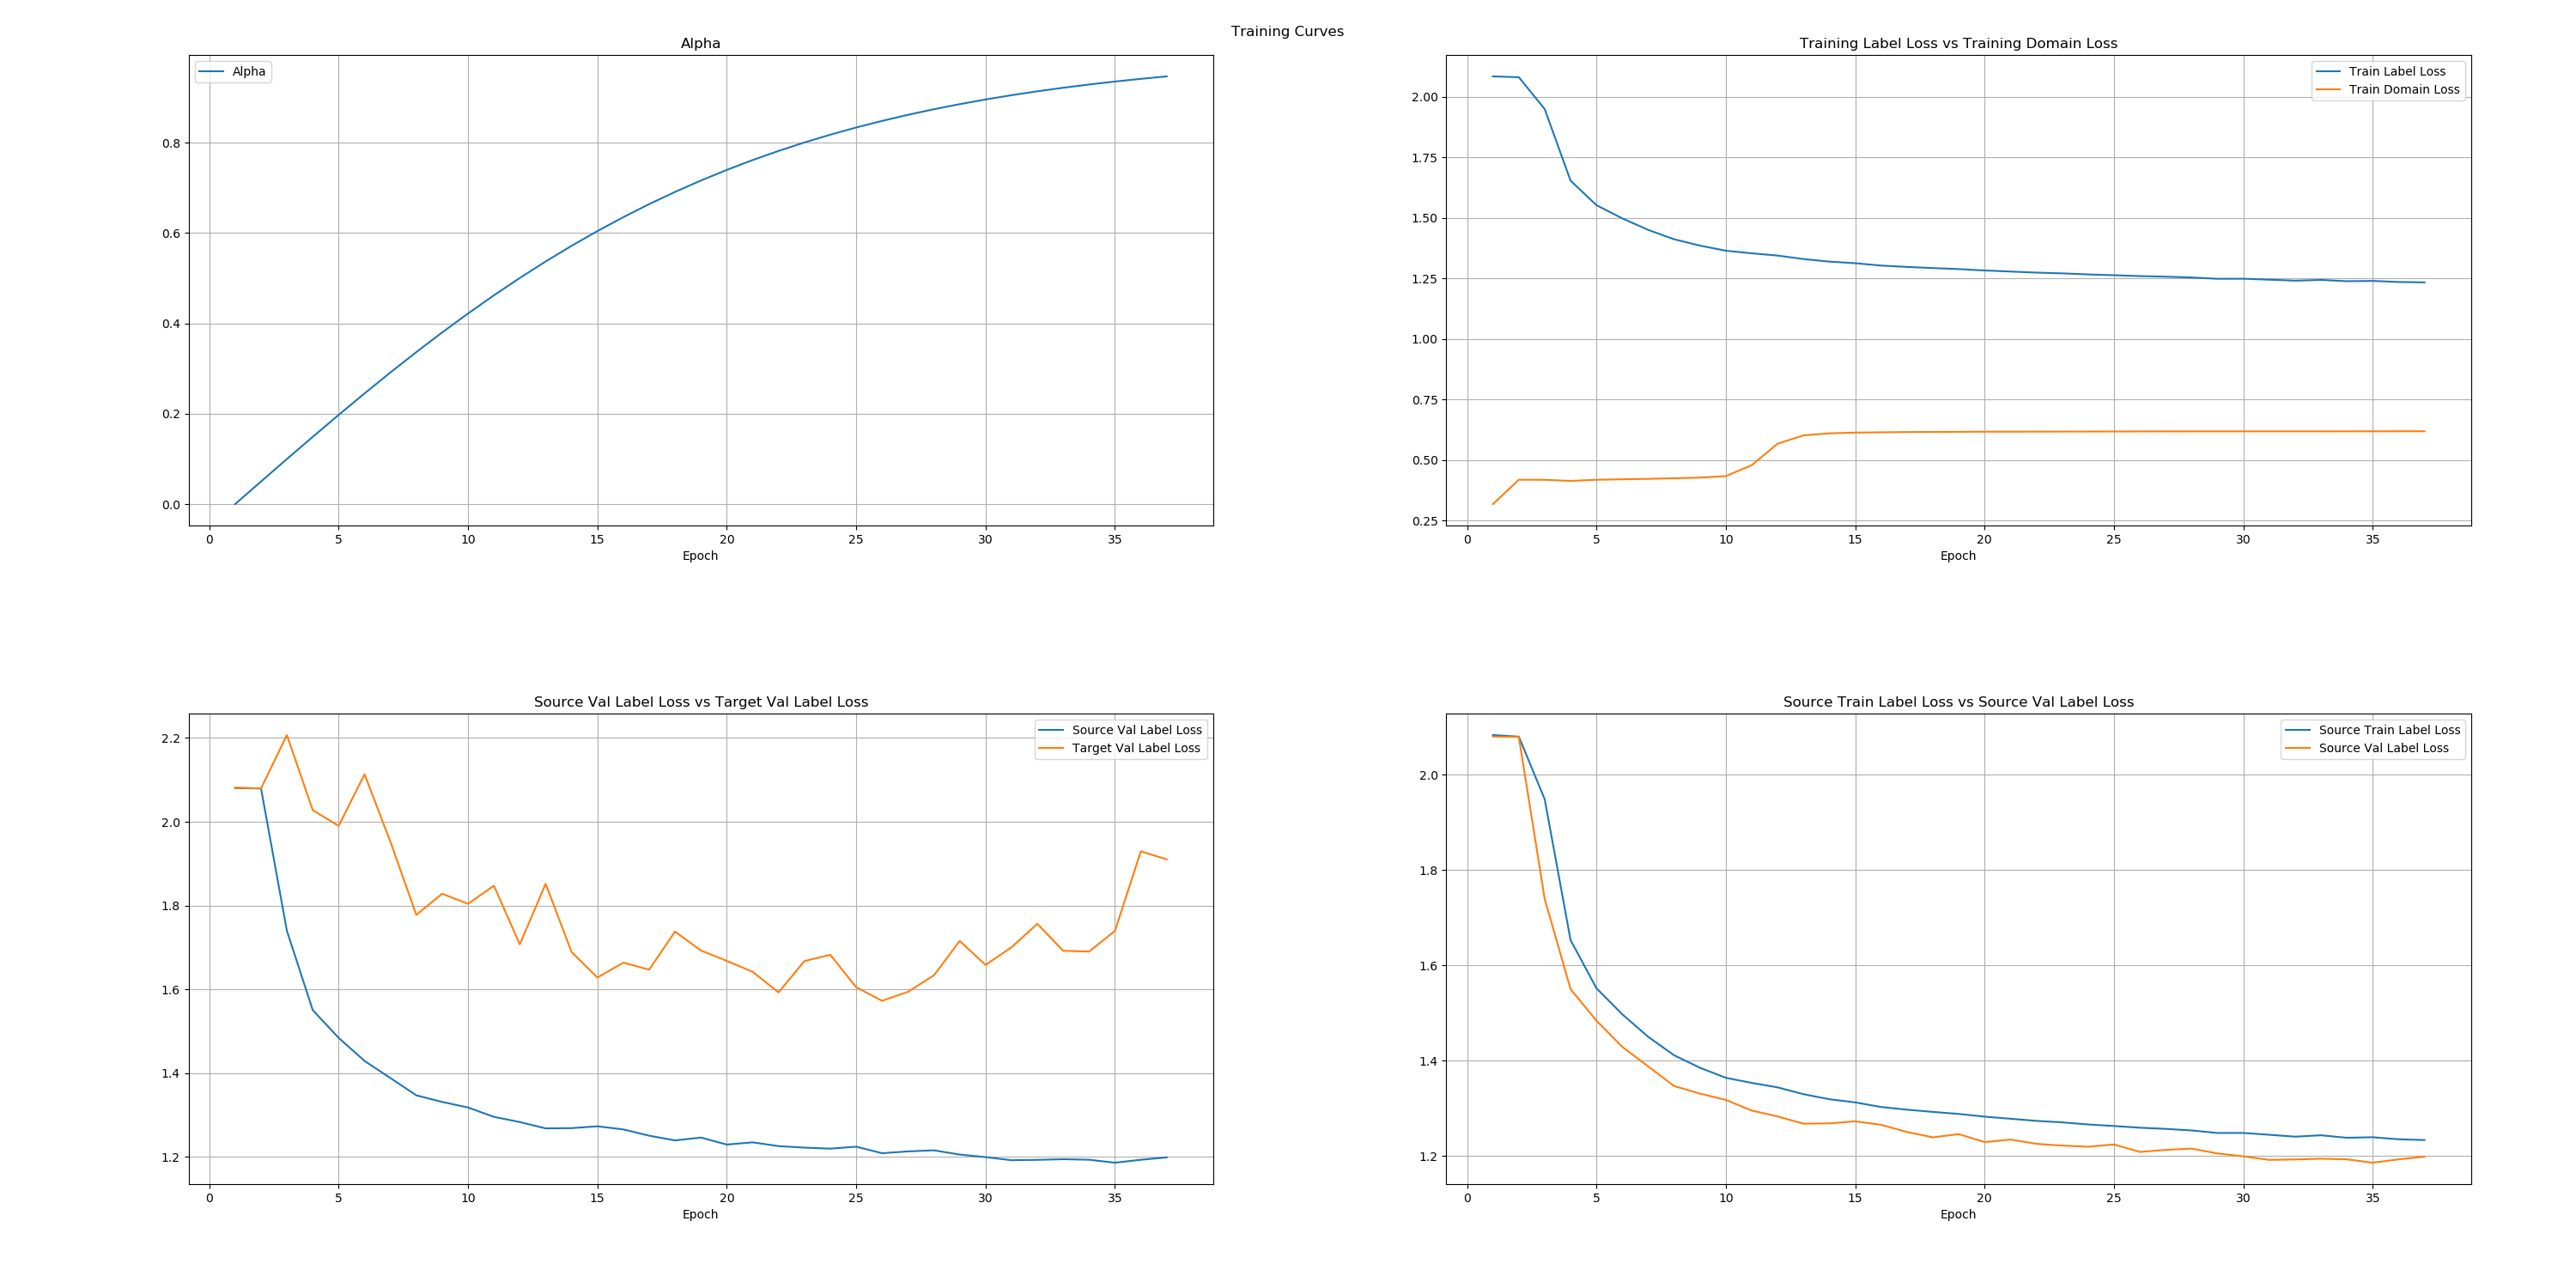 Training Curves
Alpha
Alpha
0.8
0.6
0.4
0.2
0.0
0 5 10 15 20 25 30 35
Epoch
Training Label Loss vs Training Domain Loss
Train Label Loss
Train Domain Loss
2.00
1.75
1.50
1.25
1.00
0.75
0.50
0.25
0 5 10 15 20 25 30 35
Epoch
Source Val Label Loss vs Target Val Label Loss
Source Val Label Loss
Target Val Label Loss
2.2
2.0
1.8
1.6
1.4
1.2
0 5 10 15 20 25 30 35
Epoch
Source Train Label Loss vs Source Val Label Loss
Source Train Label Loss
Source Val Label Loss
2.0
1.8
1.6
1.4
1.2
0 5 10 15 20 25 30 35
Epoch